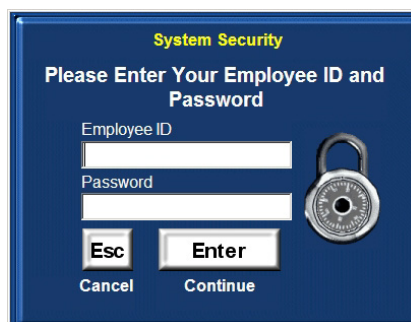 System Security
Please Enter Your Employee ID and
Password
Employee ID
Password
Esc
Enter
Cancel
Continue